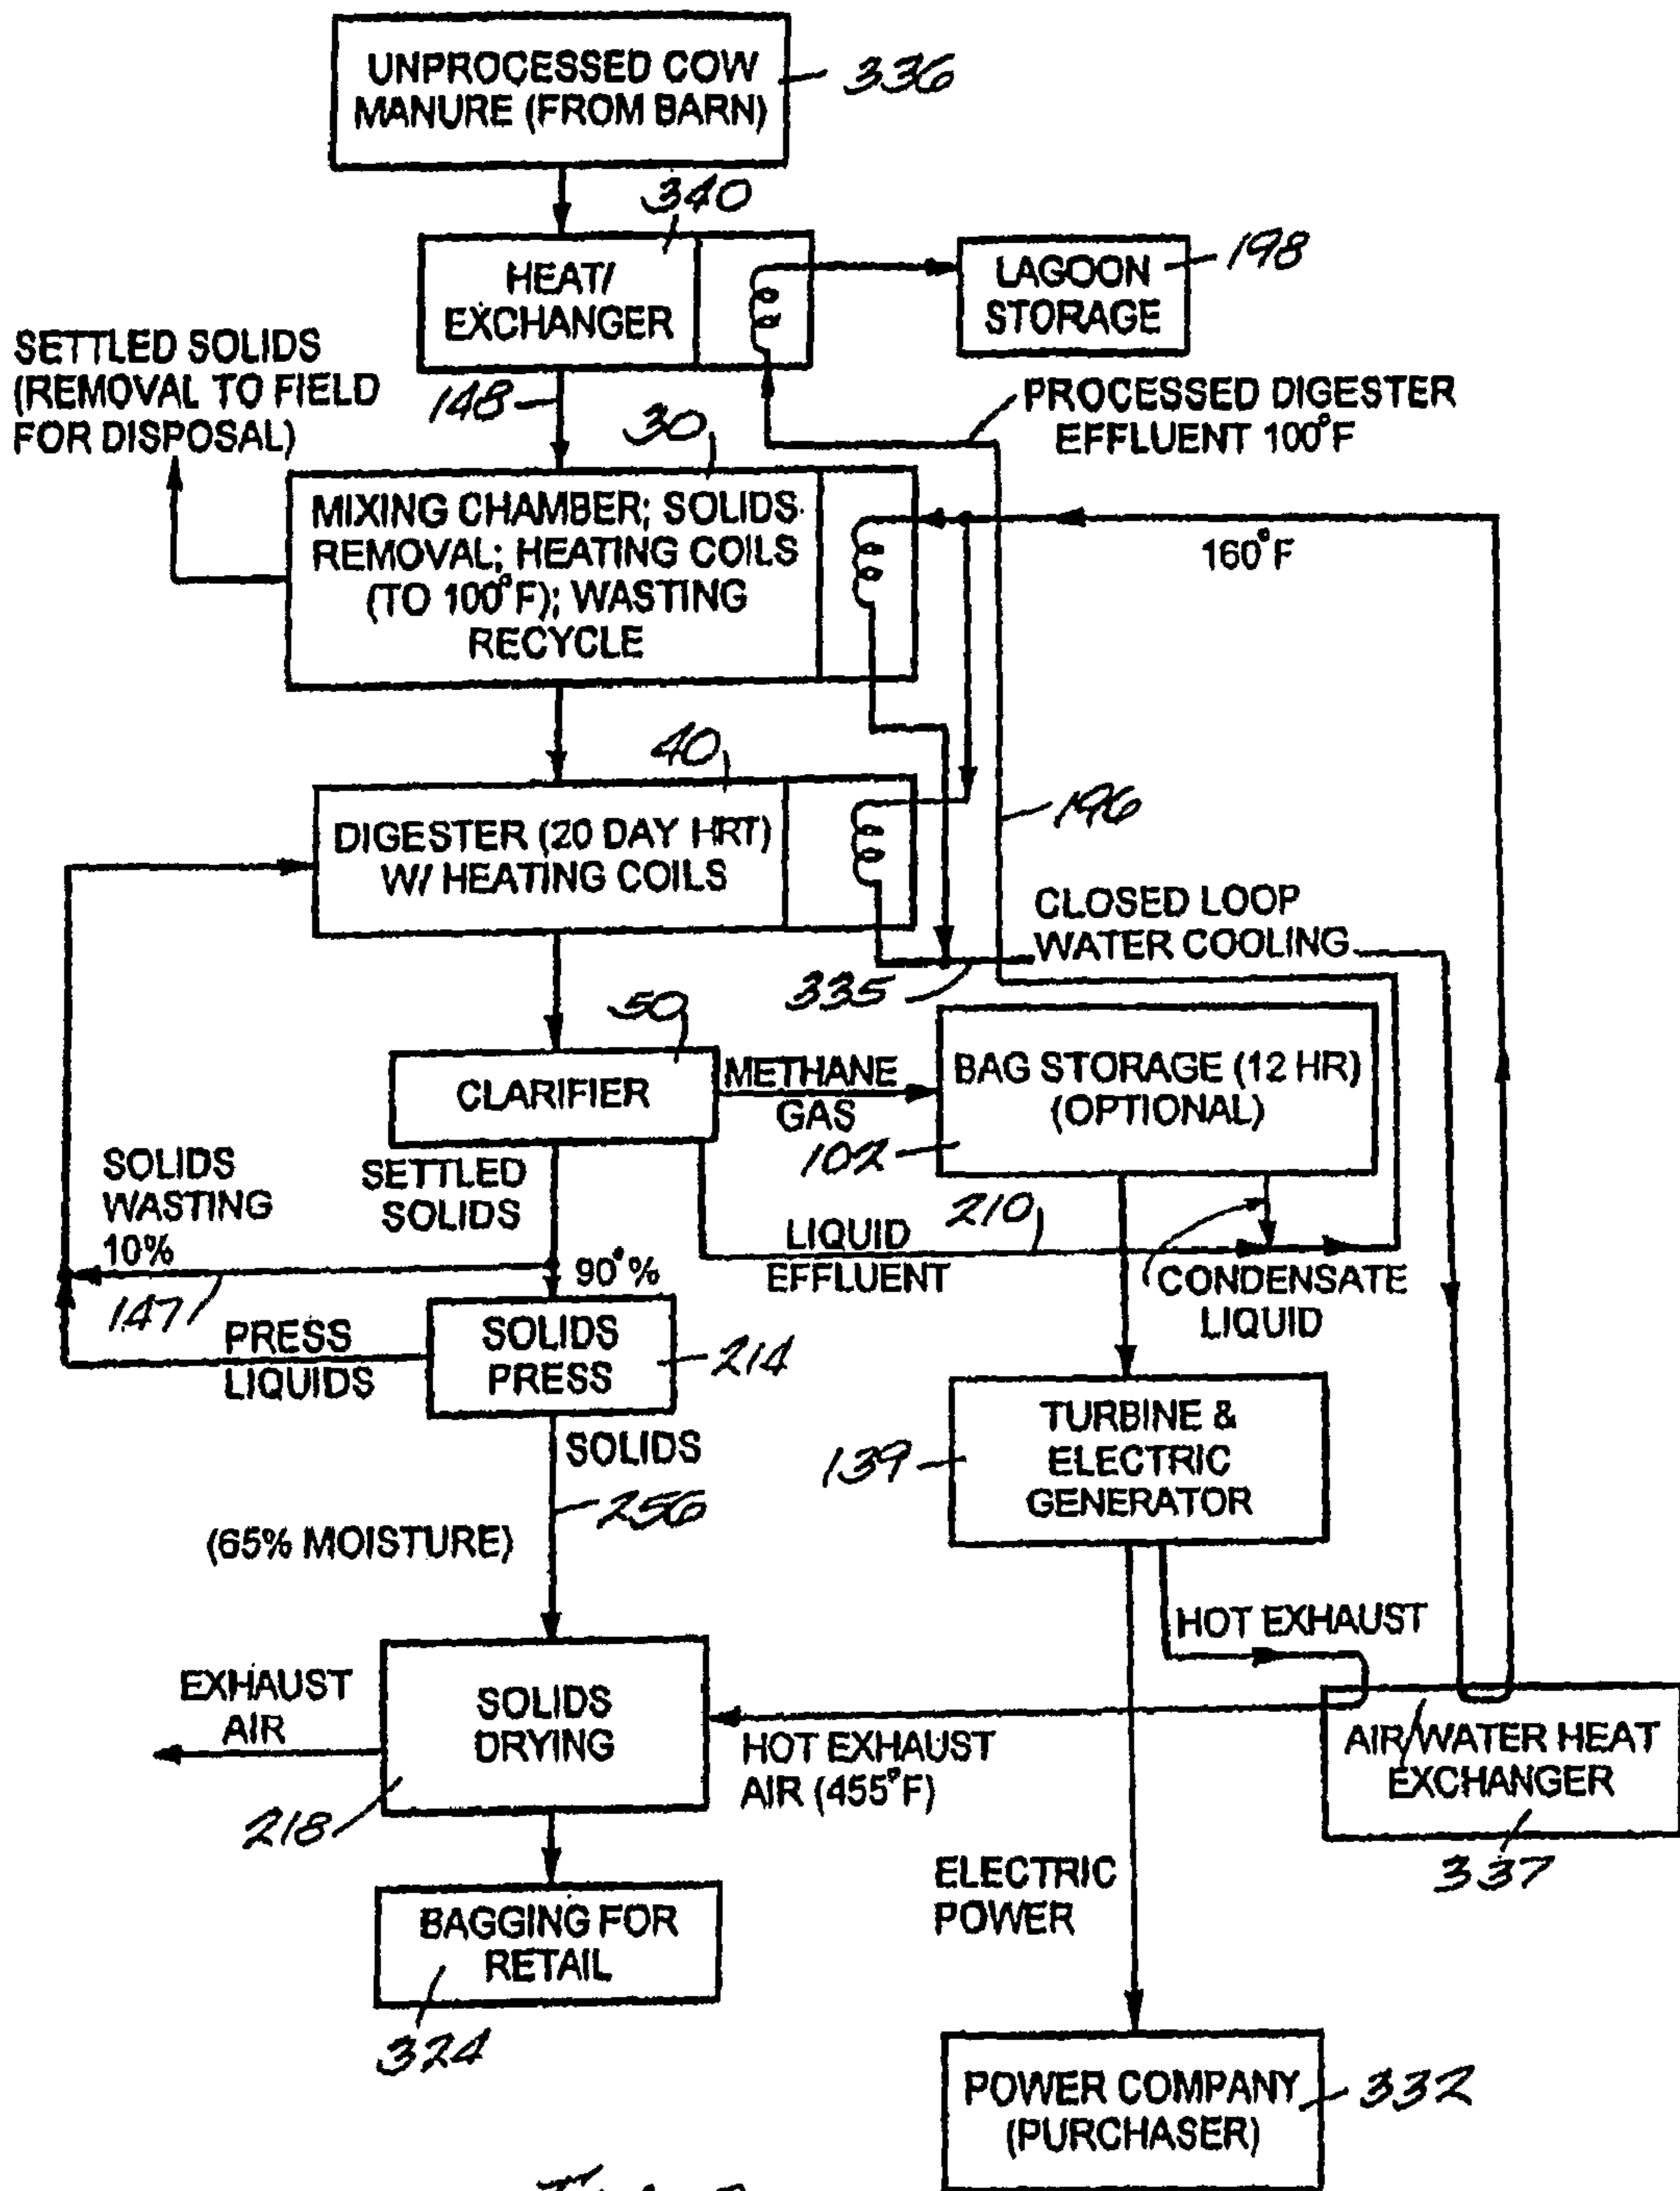 UNPROCESSED COW
MANURE (FROM BARN)
336
340
HEAT/
EXCHANGER
LAGOON
STORAGE
198
SETTLED SOLIDS
(REMOVAL TO FIELD
FOR DISPOSAL)
148
PROCESSED DIGESTER
EFFLUENT 100°F
30
MIXING CHAMBER; SOLIDS
REMOVAL; HEATING COILS
(TO 100°F); WASTING
RECYCLE
160°F
40
DIGESTER (20 DAY HRT)
W/ HEATING COILS
196
CLOSED LOOP
WATER COOLING
335
50
CLARIFIER
METHANE
GAS
BAG STORAGE (12 HR)
(OPTIONAL)
102
SOLIDS
WASTING
10%
SETTLED
SOLIDS
210
LIQUID
EFFLUENT
90°%
CONDENSATE
LIQUID
147
PRESS
LIQUIDS
SOLIDS
PRESS
214
TURBINE &
ELECTRIC
GENERATOR
139
SOLIDS
256
(65% MOISTURE)
HOT EXHAUST
EXHAUST
AIR
SOLIDS
DRYING
HOT EXHAUST
AIR (455°F)
AIR/WATER HEAT
EXCHANGER
218
337
ELECTRIC
POWER
BAGGING FOR
RETAIL
324
POWER COMPANY
(PURCHASER)
332